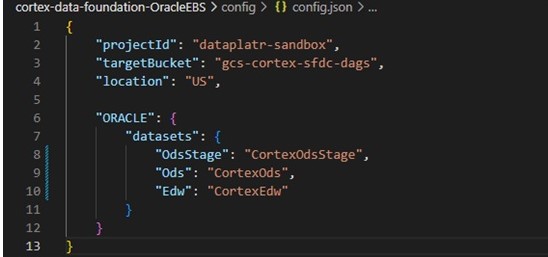 cortex-data-foundation-OracleEBS > config > {} config.json > ...
1 {
2 "projectId": "dataplatr-sandbox",
3 "targetBucket": "gcs-cortex-sfdc-dags",
4 "location": "US",
5
6 "ORACLE": {
7 "datasets": {
8 "OdsStage": "CortexOdsStage",
9 "Ods": "CortexOds",
10 "Edw": "CortexEdw"
11 }
12 }
13 }